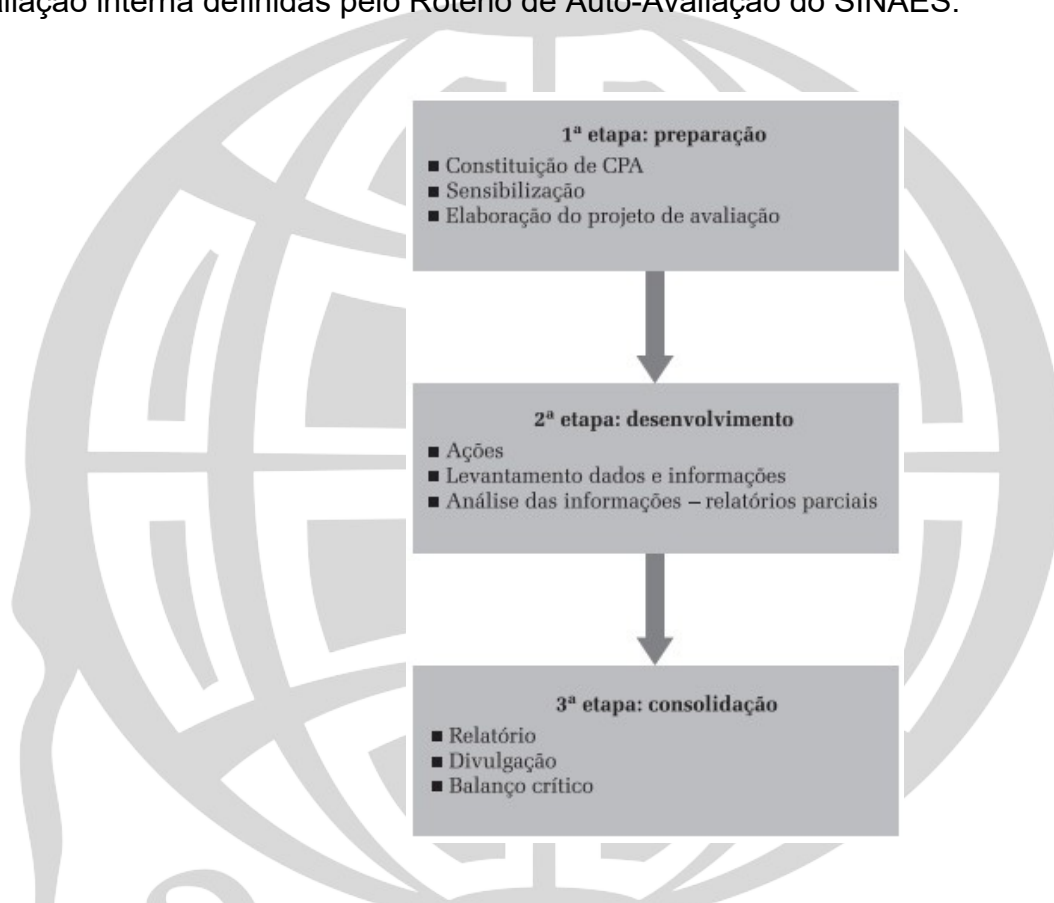 aliação interna definidas pelo Roteiro de Auto-Avaliação do SINAES:
1ª etapa: preparação
■ Constituição de CPA
■ Sensibilização
■ Elaboração do projeto de avaliação
2ª etapa: desenvolvimento
■ Ações
■ Levantamento dados e informações
■ Análise das informações – relatórios parciais
3ª etapa: consolidação
■ Relatório
■ Divulgação
■ Balanço crítico